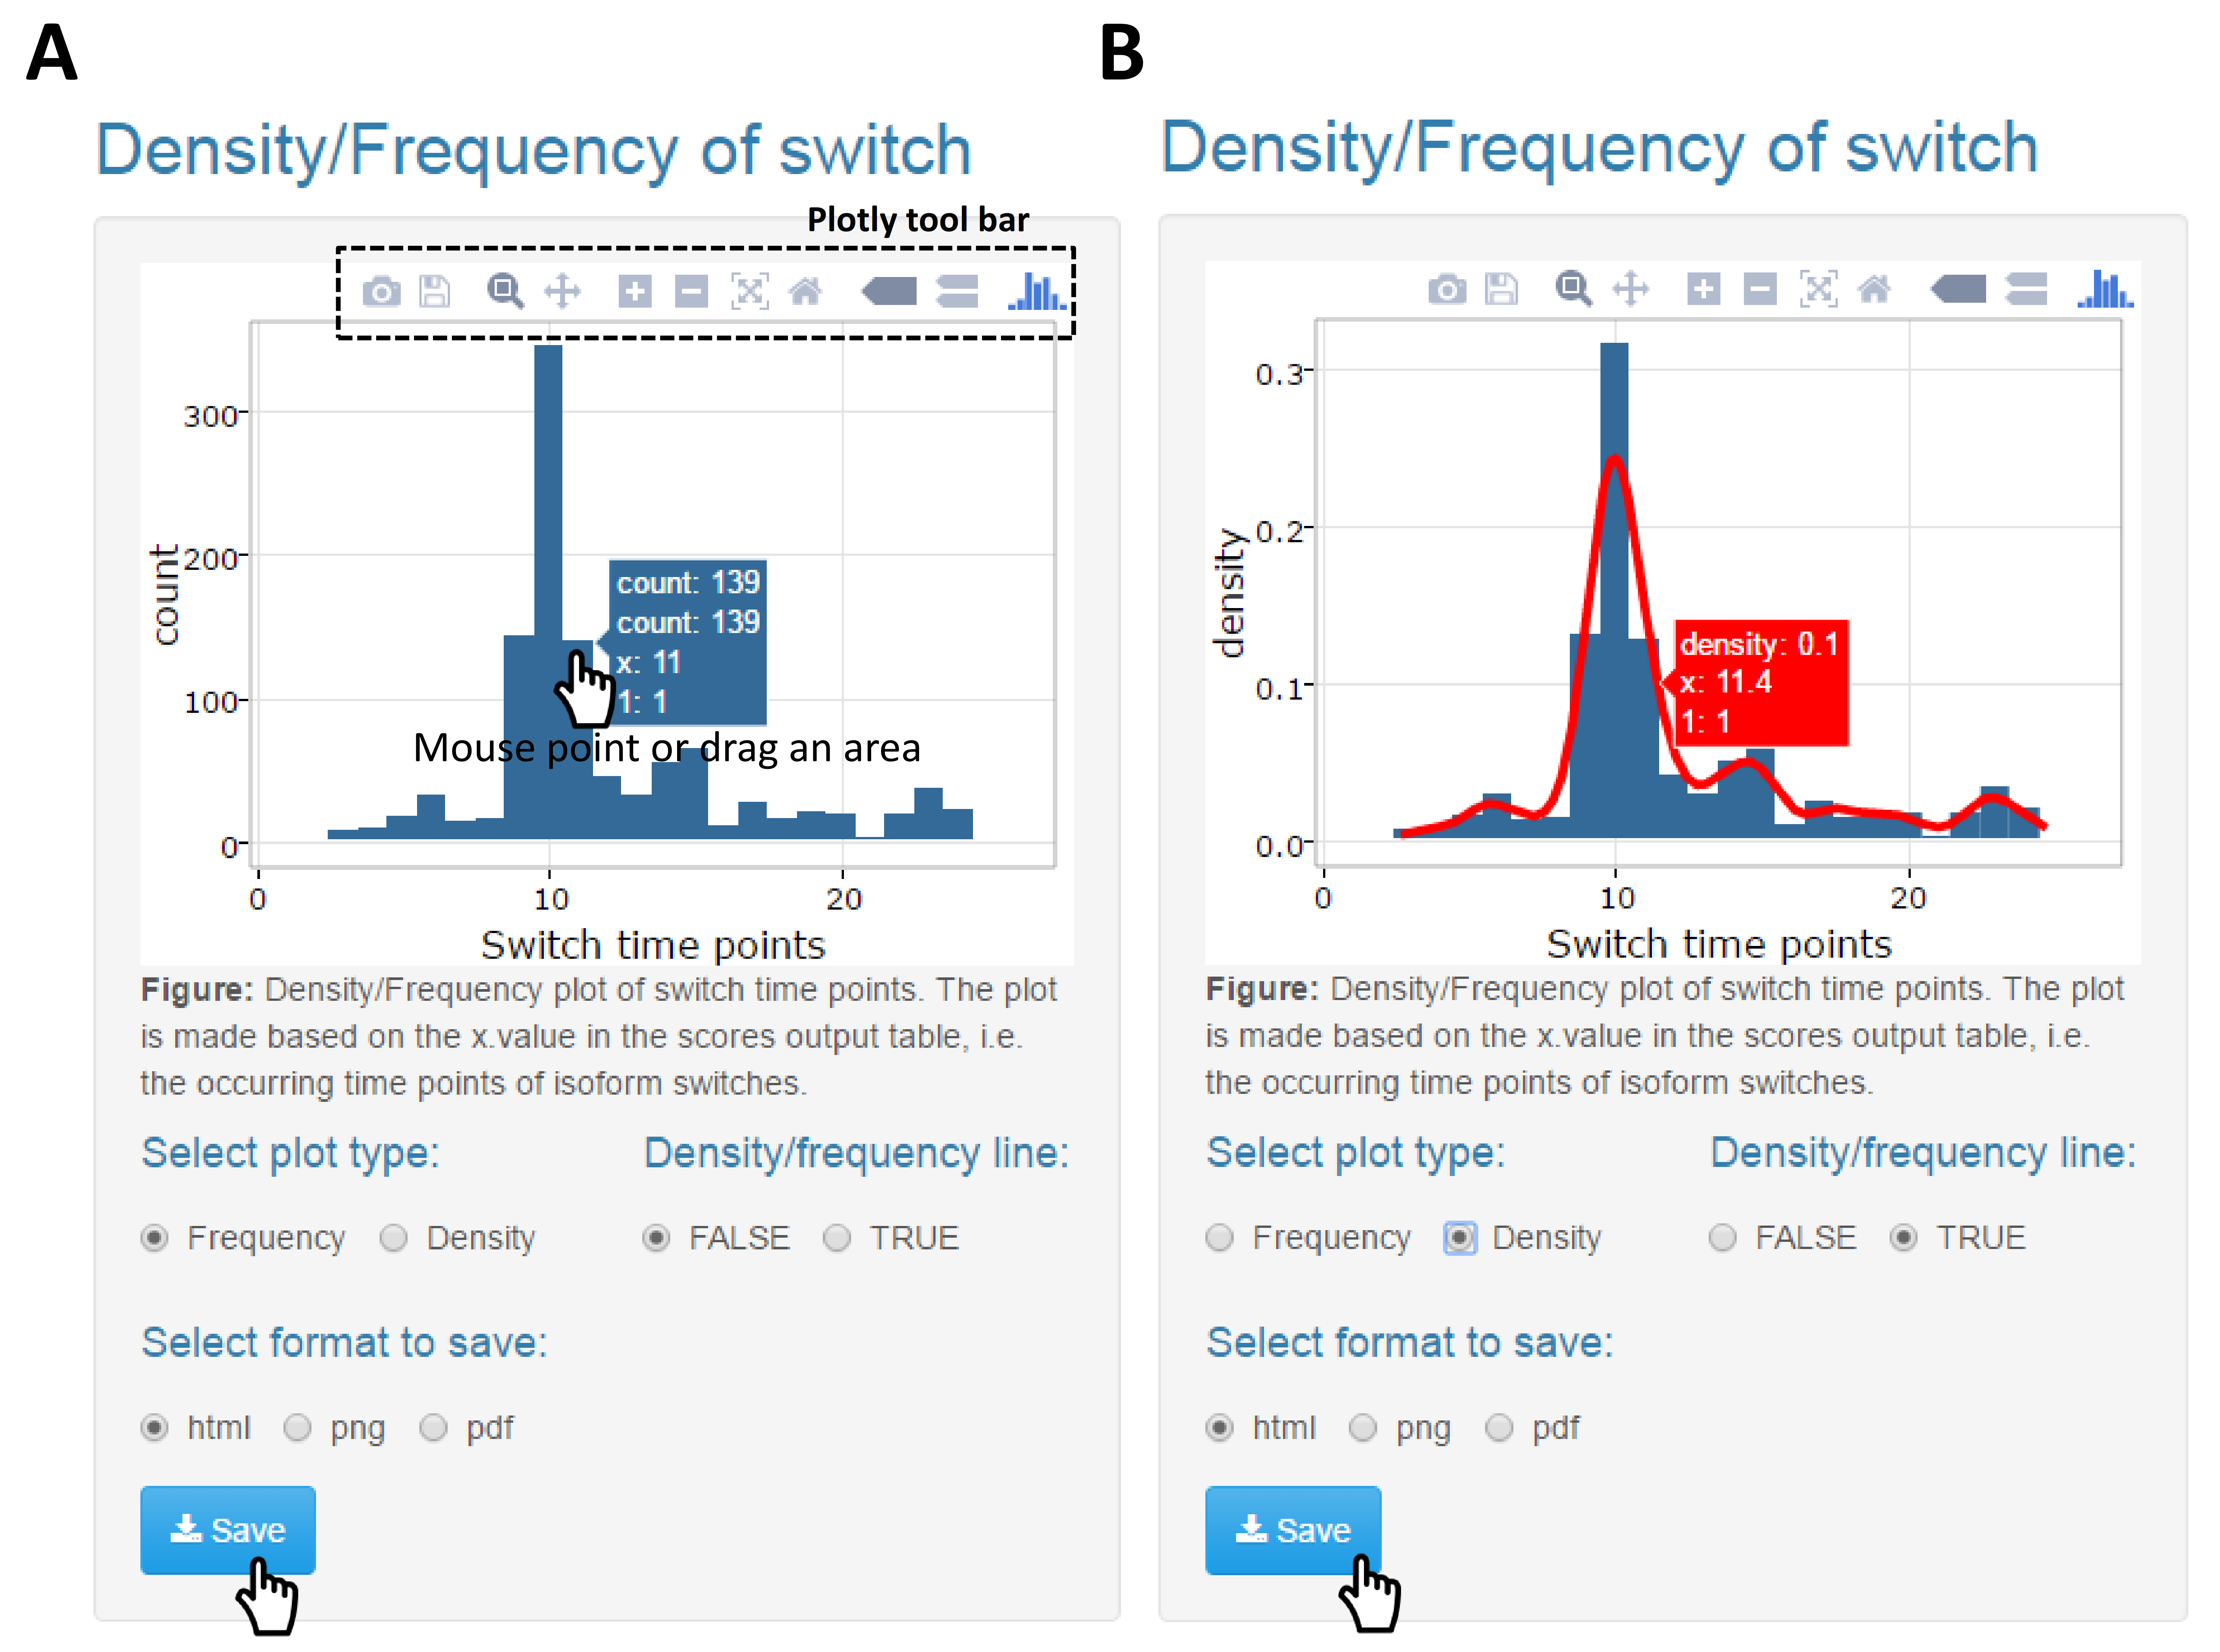 A
Density/Frequency of switch
Plotly tool bar
300
200
100
0
count
count: 139
count: 139
x: 11
1: 1
Mouse point or drag an area
0 10 20
Switch time points
Figure: Density/Frequency plot of switch time points. The plot
is made based on the x.value in the scores output table, i.e.
the occurring time points of isoform switches.
Select plot type: Density/frequency line:
Frequency Density FALSE TRUE
Select format to save:
html png pdf
Save
B
Density/Frequency of switch
0.3
0.2
0.1
0.0
density
density: 0.1
x: 11.4
1: 1
0 10 20
Switch time points
Figure: Density/Frequency plot of switch time points. The plot
is made based on the x.value in the scores output table, i.e.
the occurring time points of isoform switches.
Select plot type: Density/frequency line:
Frequency Density FALSE TRUE
Select format to save:
html png pdf
Save